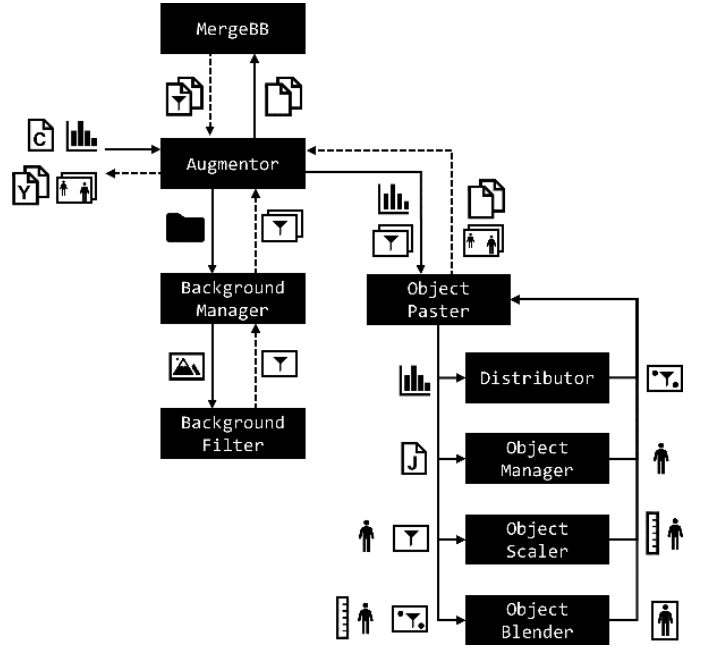 MergeBB
C
Augmentor
Y
Background
Manager
Object
Paster
Distributor
Background
Filter
J
Object
Manager
Object
Scaler
Object
Blender